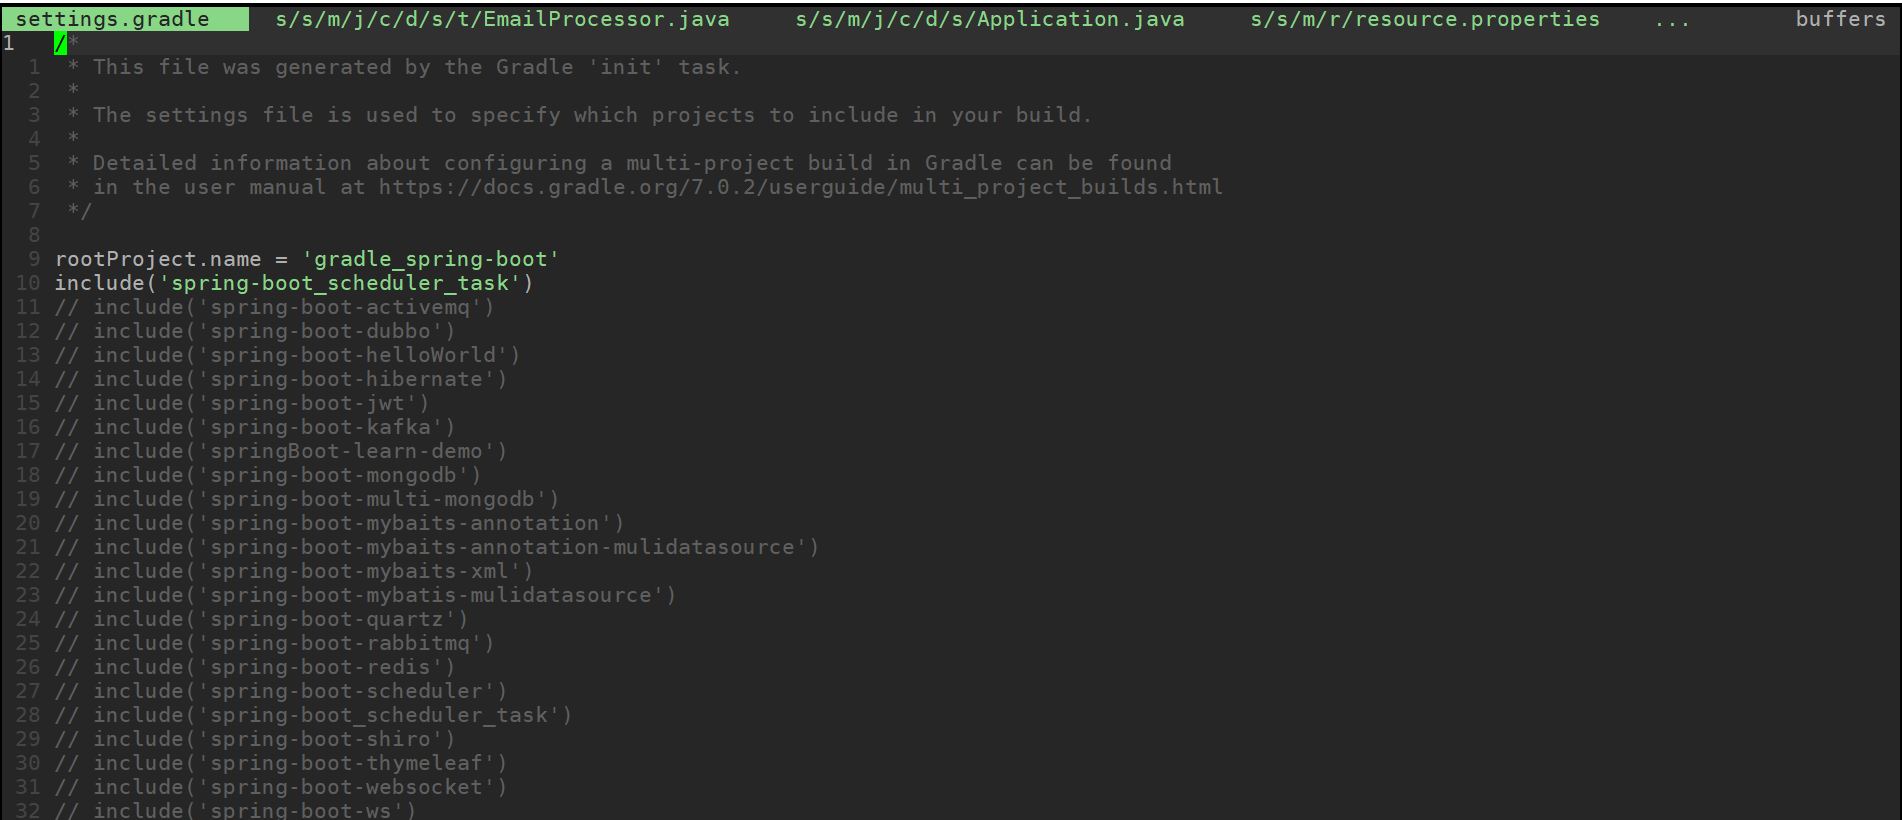 settings.gradle s/s/m/j/c/d/s/t/EmailProcessor.java s/s/m/j/c/d/s/Application.java s/s/m/r/resource.properties ... buffers
1 /*
1 * This file was generated by the Gradle 'init' task.
2 *
3 * The settings file is used to specify which projects to include in your build.
4 *
5 * Detailed information about configuring a multi-project build in Gradle can be found
6 * in the user manual at https://docs.gradle.org/7.0.2/userguide/multi_project_builds.html
7 */
8
9 rootProject.name = 'gradle_spring-boot'
10 include('spring-boot_scheduler_task')
11 // include('spring-boot-activemq')
12 // include('spring-boot-dubbo')
13 // include('spring-boot-helloWorld')
14 // include('spring-boot-hibernate')
15 // include('spring-boot-jwt')
16 // include('spring-boot-kafka')
17 // include('springBoot-learn-demo')
18 // include('spring-boot-mongodb')
19 // include('spring-boot-multi-mongodb')
20 // include('spring-boot-mybaits-annotation')
21 // include('spring-boot-mybaits-annotation-mulidatasource')
22 // include('spring-boot-mybaits-xml')
23 // include('spring-boot-mybatis-mulidatasource')
24 // include('spring-boot-quartz')
25 // include('spring-boot-rabbitmq')
26 // include('spring-boot-redis')
27 // include('spring-boot-scheduler')
28 // include('spring-boot_scheduler_task')
29 // include('spring-boot-shiro')
30 // include('spring-boot-thymeleaf')
31 // include('spring-boot-websocket')
32 // include('spring-boot-ws')